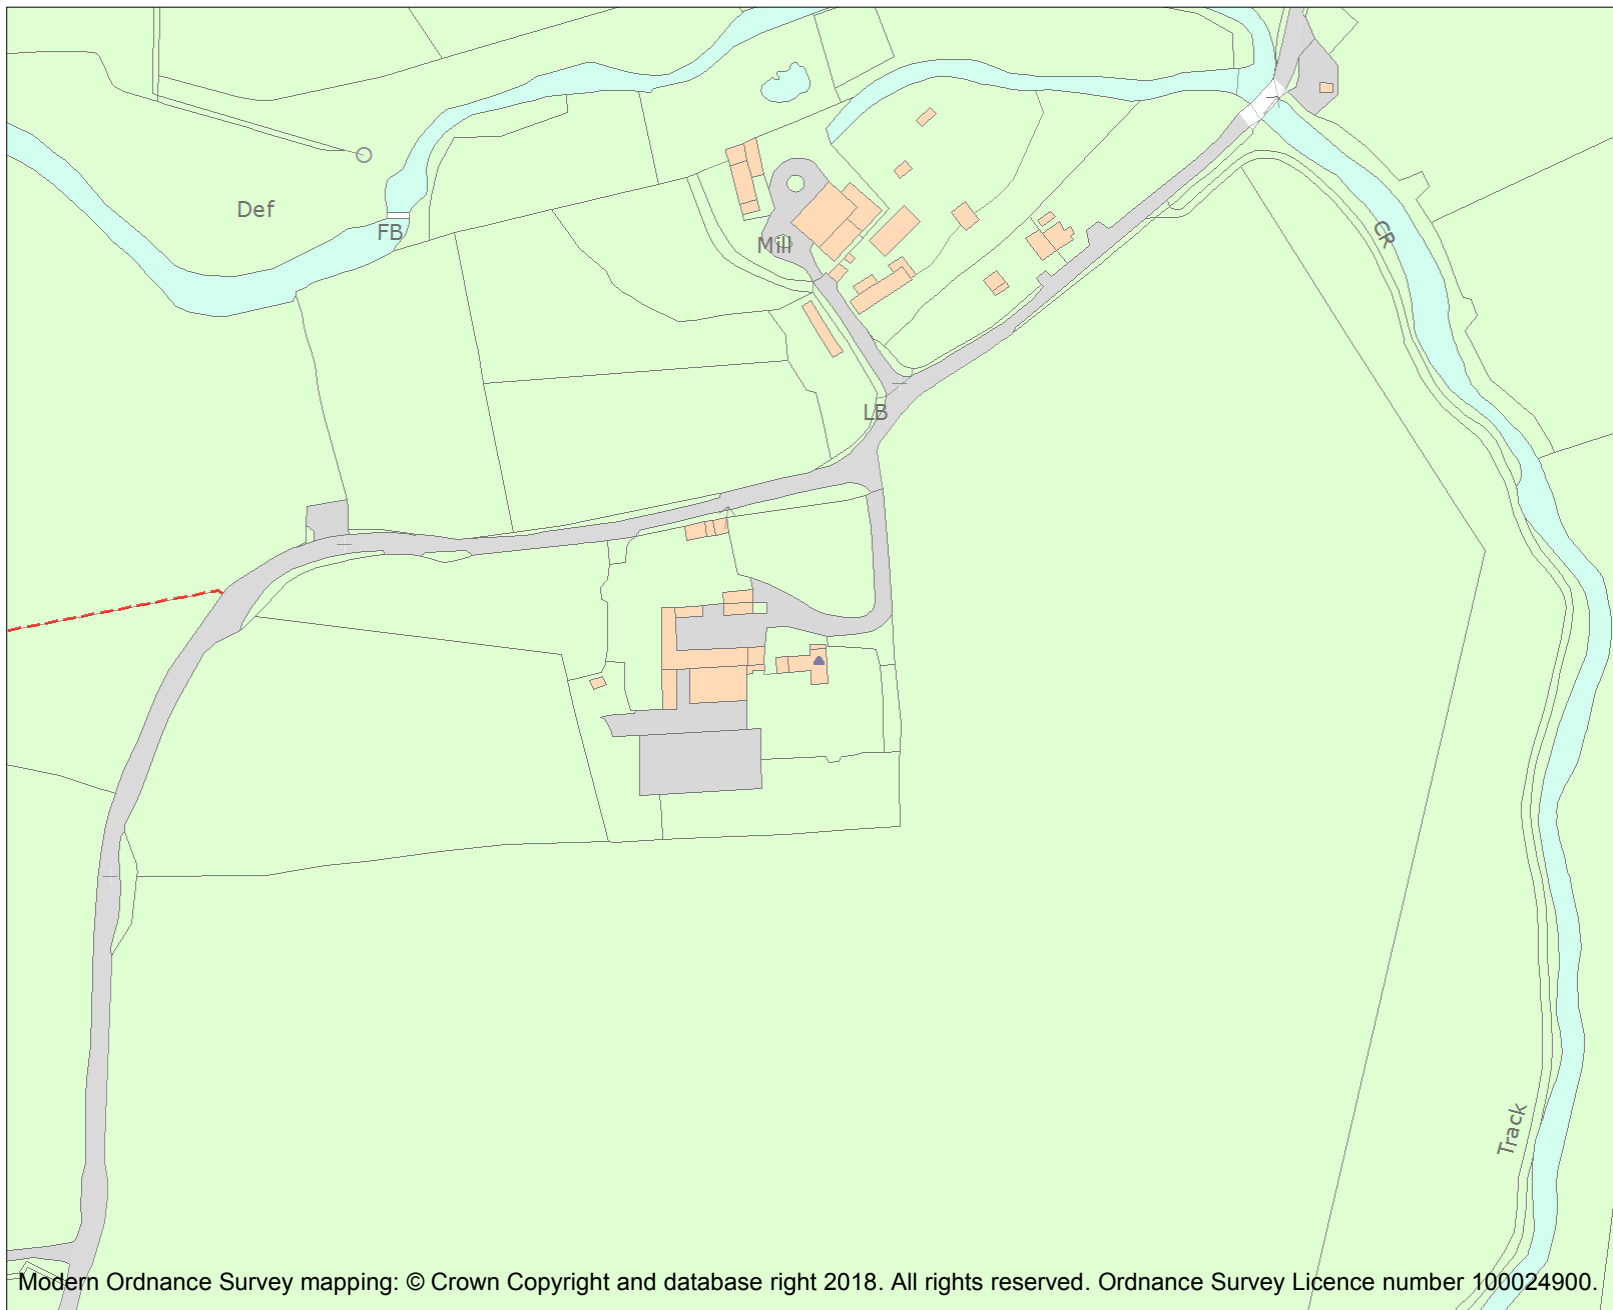 Def
FB
Mill
CR
LB
Track
Modern Ordnance Survey mapping: © Crown Copyright and database right 2018. All rights reserved. Ordnance Survey Licence number 100024900.